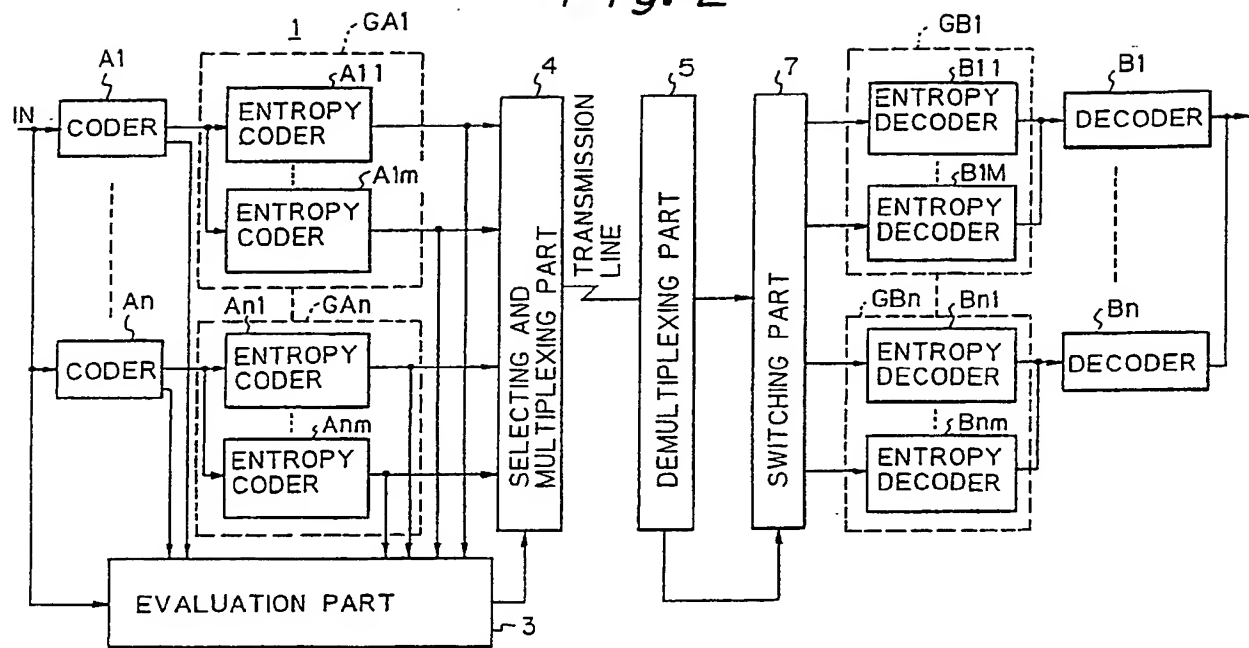 Fig. 2
1
GA1
A1
A11
IN
CODER
ENTROPY
CODER
A1m
ENTROPY
CODER
An
An1
GAn
CODER
ENTROPY
CODER
Anm
ENTROPY
CODER
EVALUATION PART
3
4
SELECTING AND
MULTIPLEXING PART
TRANSMISSION
LINE
5
DEMULTIPLEXING PART
7
SWITCHING PART
GB1
B11
B1
ENTROPY
DECODER
DECODER
B1M
ENTROPY
DECODER
GBn
Bn1
Bn
ENTROPY
DECODER
DECODER
Bnm
ENTROPY
DECODER